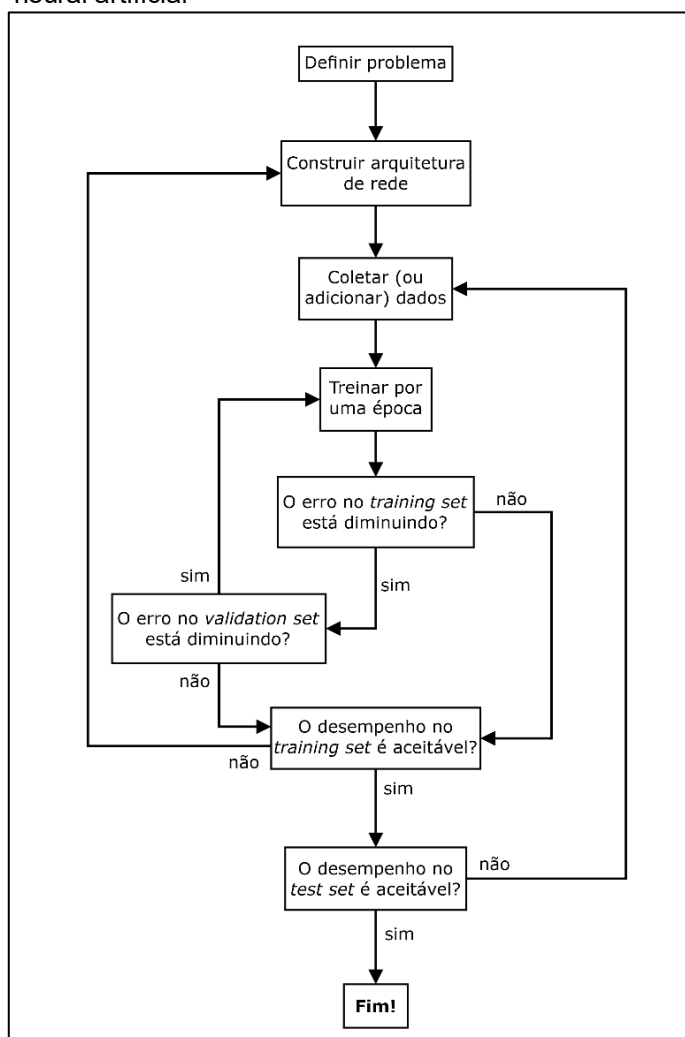 neural artificial
Definir problema
Construir arquitetura
de rede
Coletar (ou
adicionar) dados
Treinar por
uma época
O erro no training set
está diminuindo?
não
sim
sim
O erro no validation set
está diminuindo?
não
O desempenho no
training set é aceitável?
não
sim
O desempenho no
test set é aceitável?
não
sim
Fim!